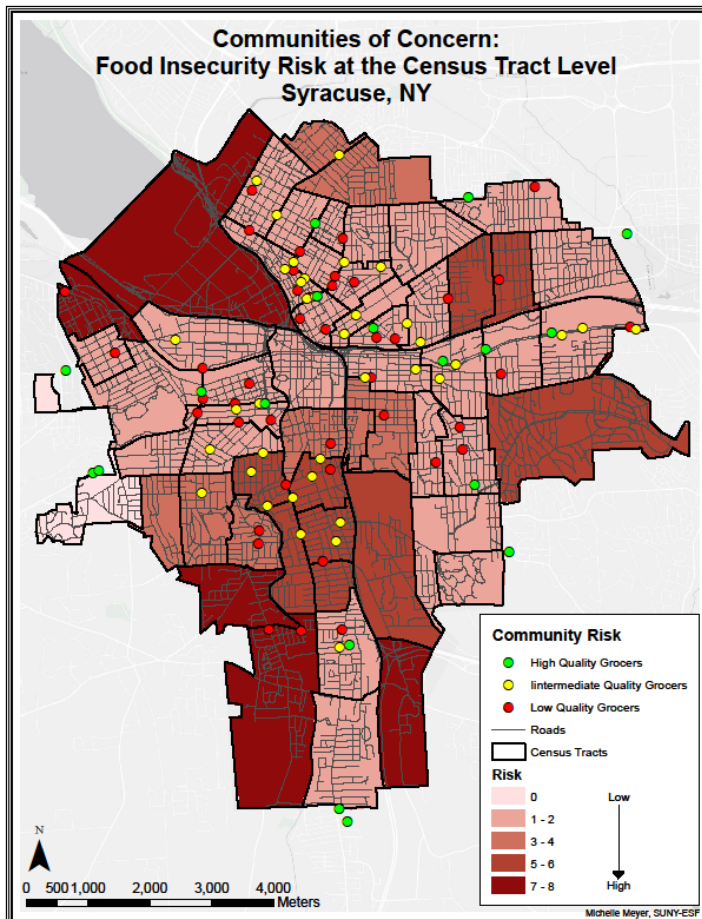 Communities of Concern:
Food Insecurity Risk at the Census Tract Level
Syracuse, NY
Community Risk
High Quality Grocers
Iintermediate Quality Grocers
Low Quality Grocers
Roads
Census Tracts
Risk
0 Low
1 - 2
3 - 4
5 - 6
7 - 8 High
N
0 500 1,000 2,000 3,000 4,000
Meters
Michelle Meyer, SUNY-ESF